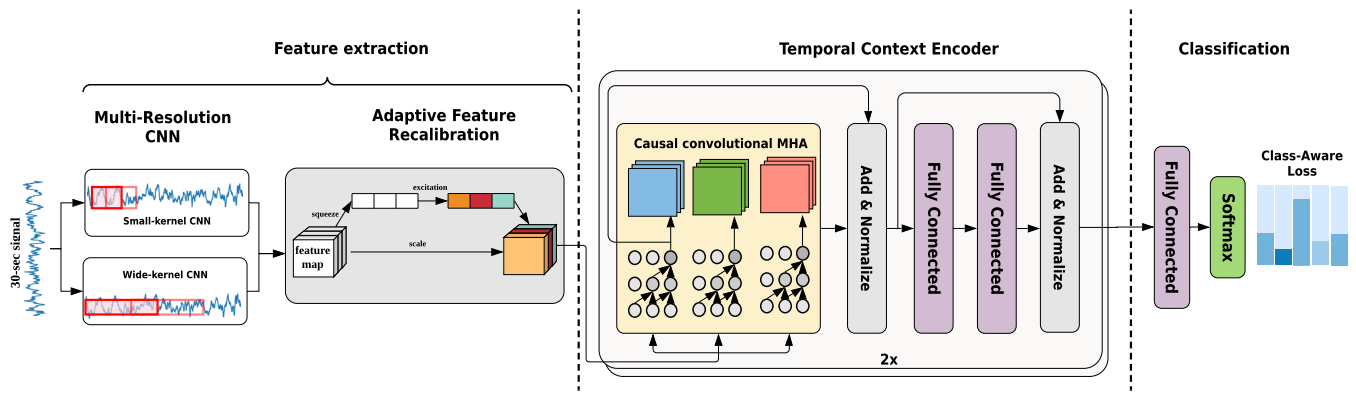 Feature extraction
Temporal Context Encoder
Classification
Multi-Resolution
CNN
Adaptive Feature
Recalibration
30-sec signal
Small-kernel CNN
Wide-kernel CNN
squeeze
excitation
feature
map
scale
Causal convolutional MHA
Add & Normalize
Fully Connected
Fully Connected
Add & Normalize
2x
Fully Connected
Softmax
Class-Aware
Loss